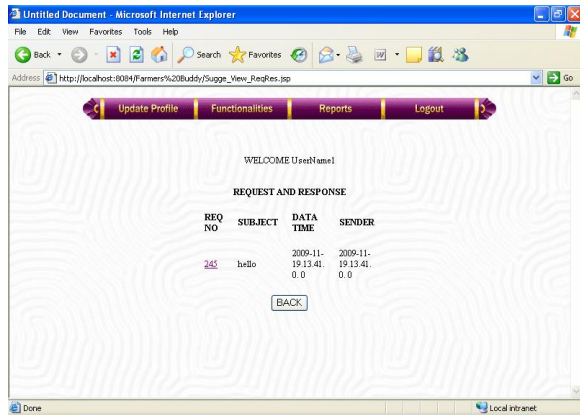 Untitled Document - Microsoft Internet Explorer
File Edit View Favorites Tools Help
Back Search Favorites
Address http://localhost:8084/Farmers%20Buddy/Sugge_View_ReqRes.jsp Go
Update Profile Functionalities Reports Logout
WELCOME UserName1
REQUEST AND RESPONSE
REQ NO SUBJECT DATA TIME SENDER
245 hello 2009-11-19.13.41.0.0 2009-11-19.13.41.0.0
BACK
Done Local intranet